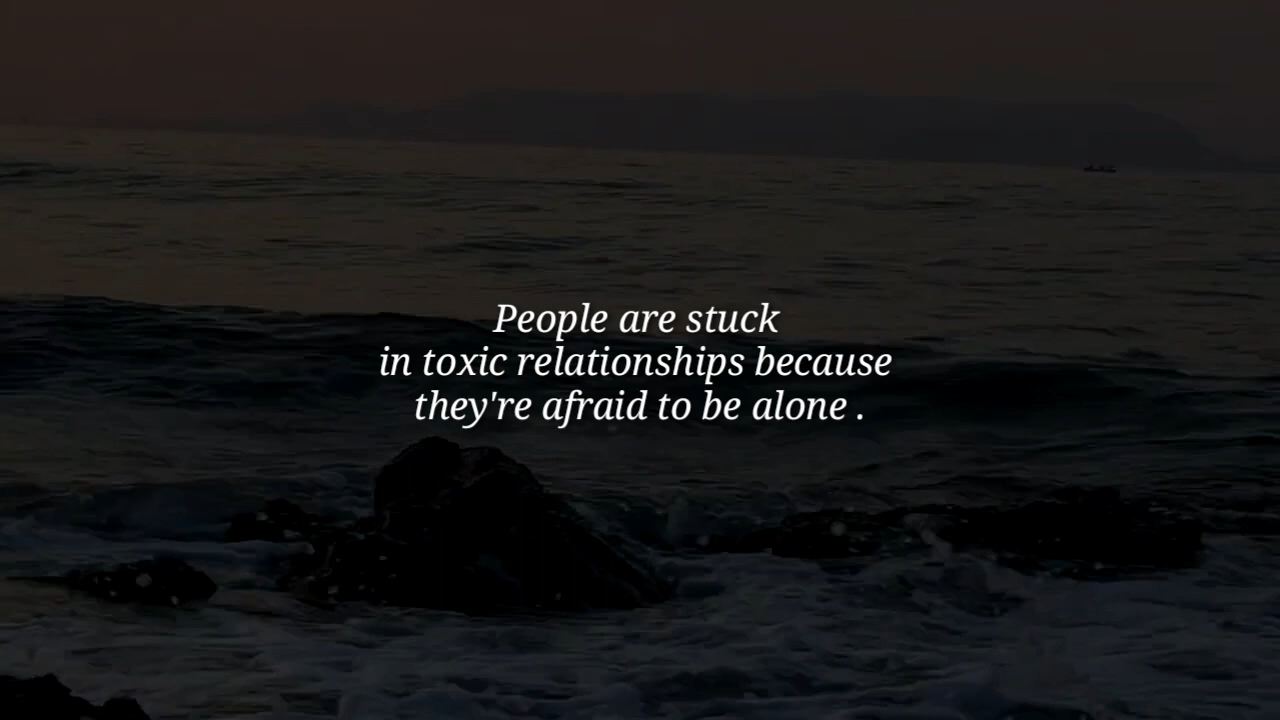 People are stuck
in toxic relationships because
they're afraid to be alone .